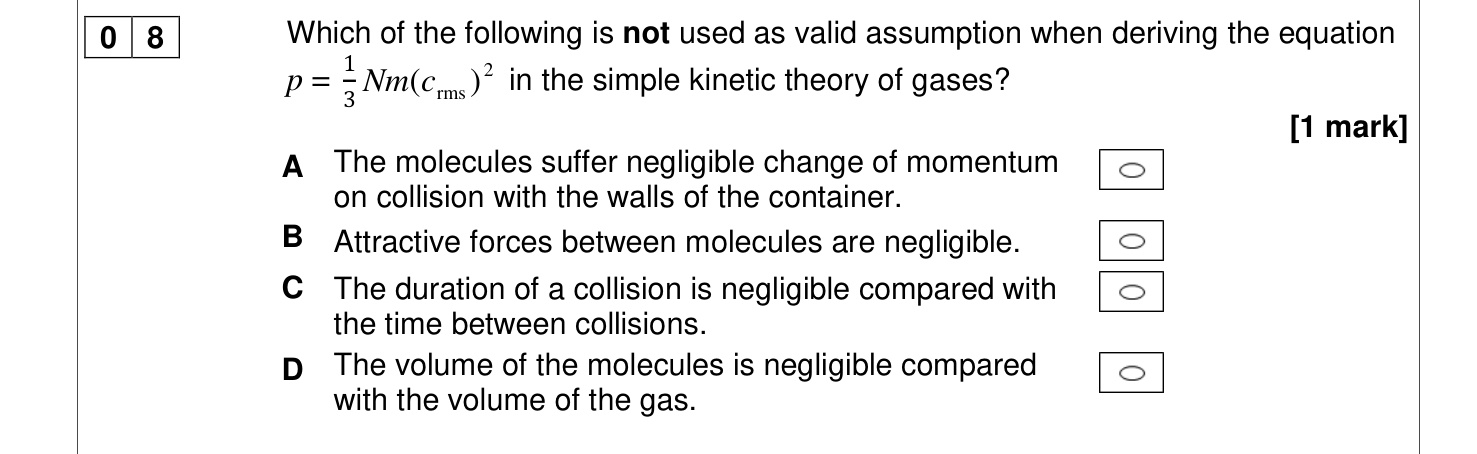 0 8 Which of the following is not used as valid assumption when deriving the equation
p = 1/3 Nm(c_rms)² in the simple kinetic theory of gases?
[1 mark]
A The molecules suffer negligible change of momentum
on collision with the walls of the container.
B Attractive forces between molecules are negligible.
C The duration of a collision is negligible compared with
the time between collisions.
D The volume of the molecules is negligible compared
with the volume of the gas.